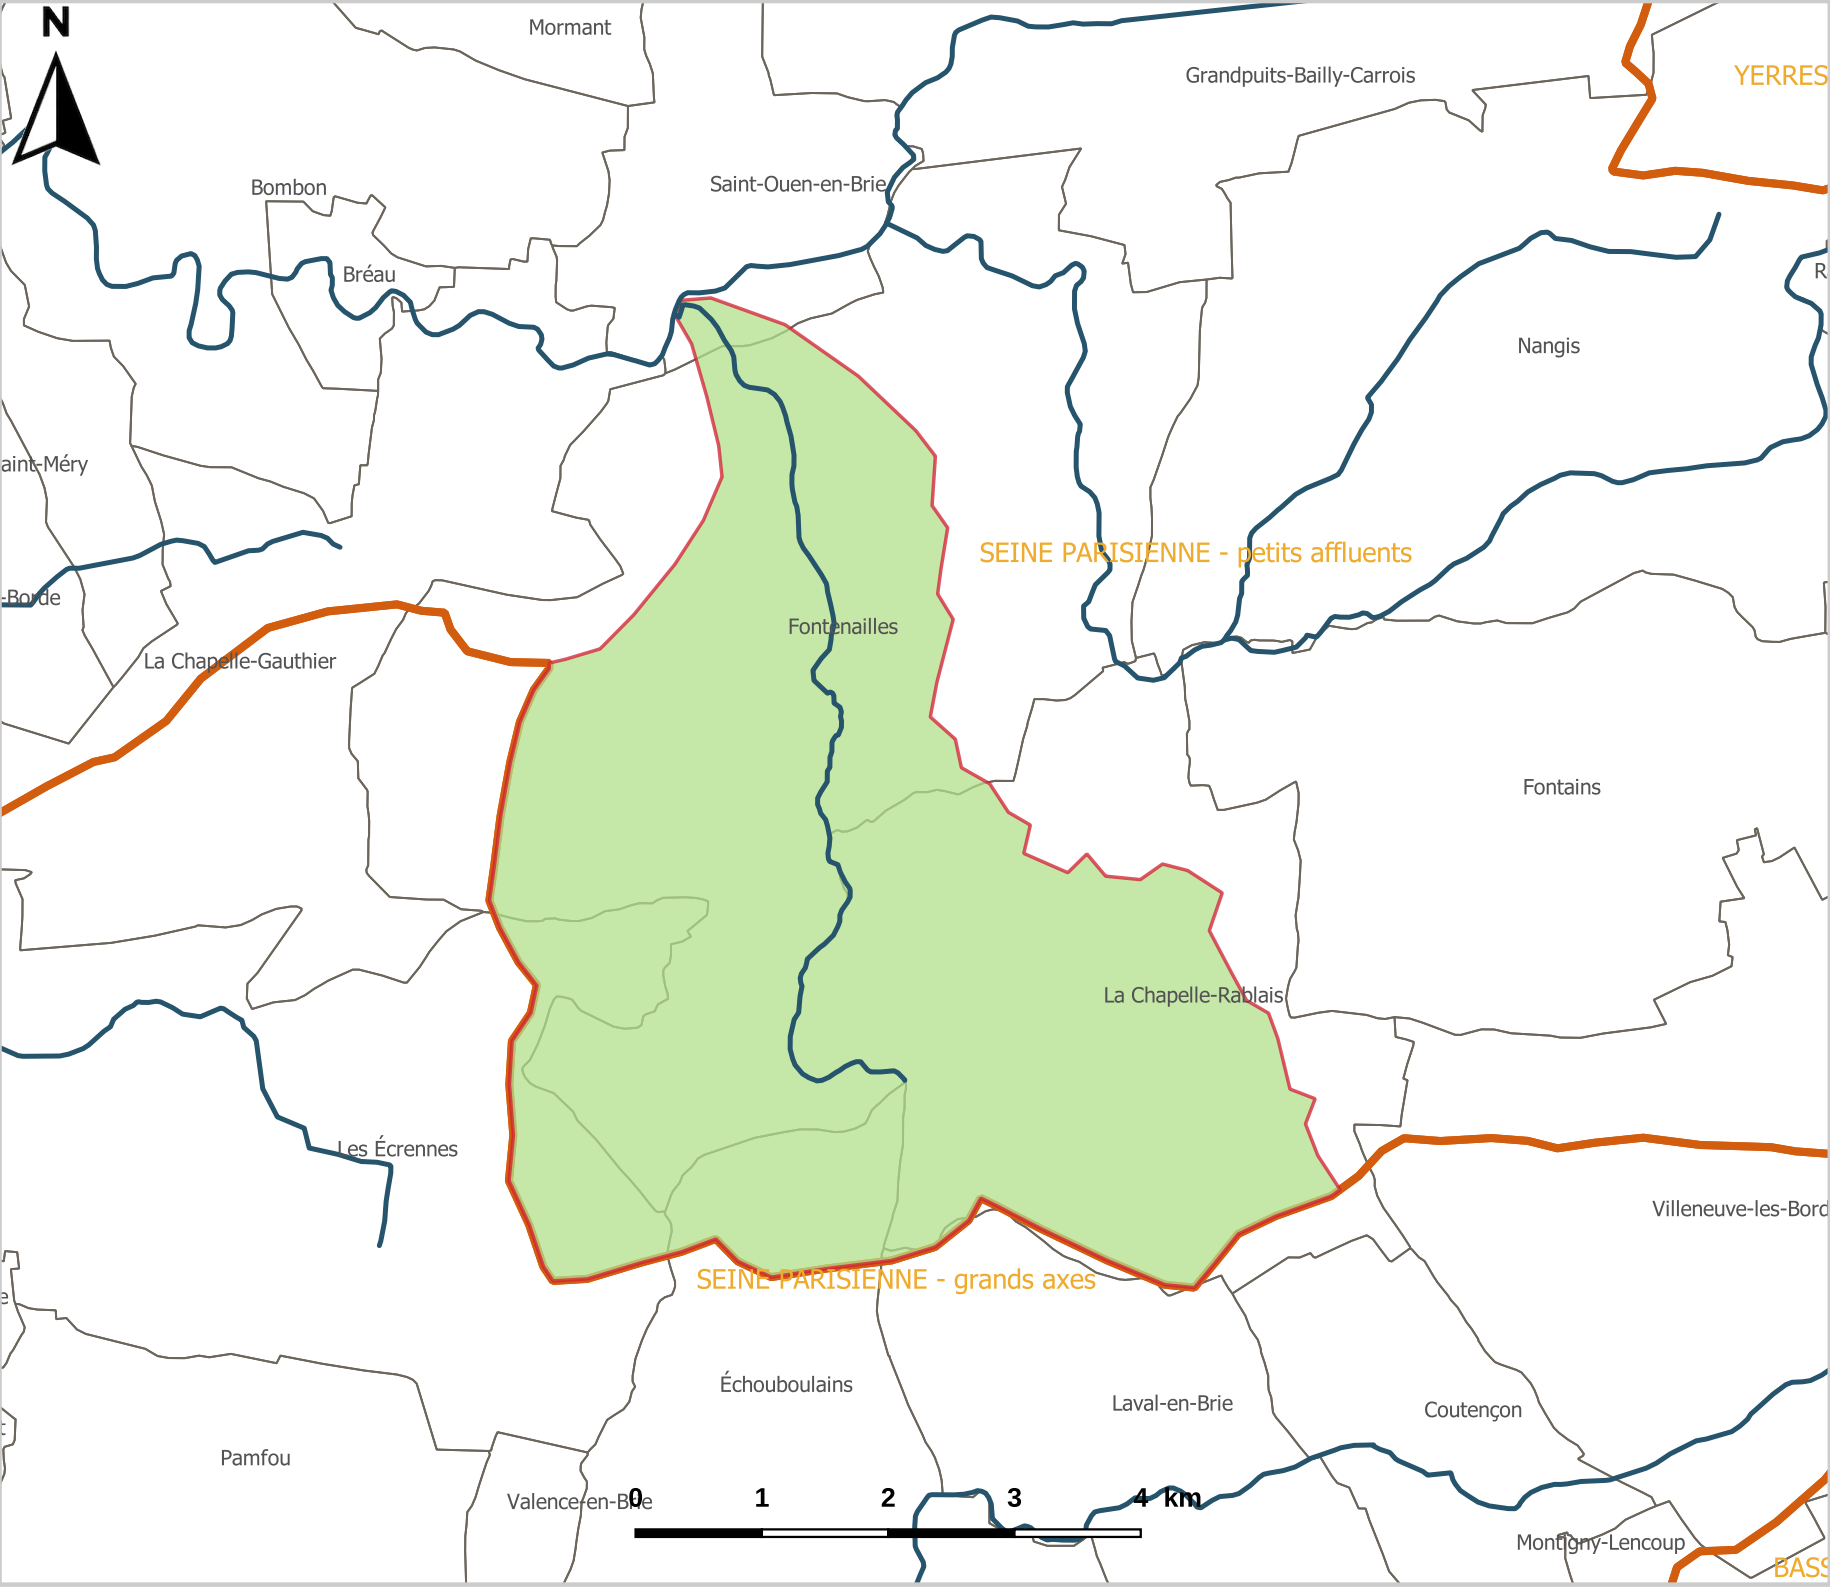 N
Mormant
Grandpuits-Bailly-Carrois
YERRES
Bombon
Saint-Ouen-en-Brie
Bréau
R
Nangis
aint-Méry
SEINE PARISIENNE - petits affluents
-Borde
Fontenailles
La Chapelle-Gauthier
Fontains
La Chapelle-Rablais
Les Écrennes
Villeneuve-les-Bord
SEINE PARISIENNE - grands axes
e
Échouboulains
Laval-en-Brie
Coutençon
t
Pamfou
Valence-en-Brie
0 1 2 3 4 km
Montigny-Lencoup
BASS